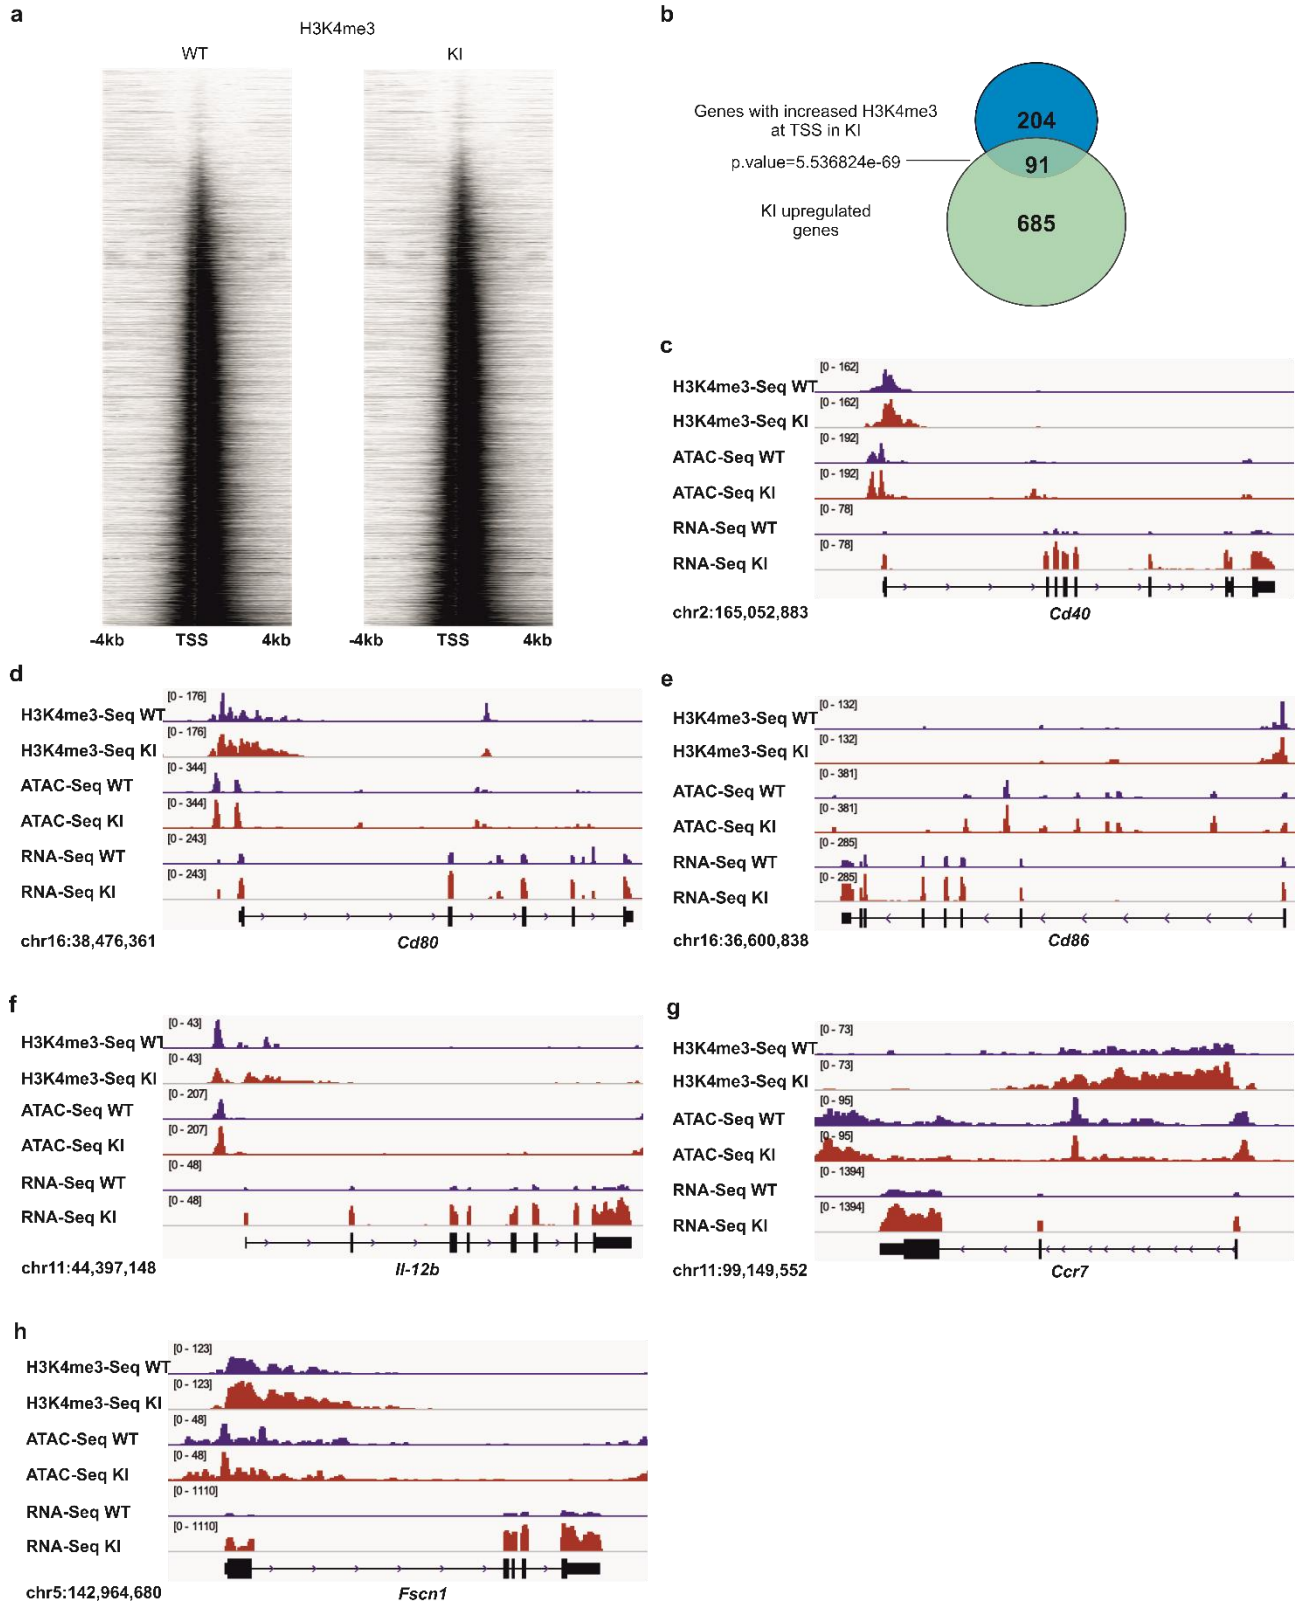 a
H3K4me3
WT
KI
-4kb
TSS
4kb
-4kb
TSS
4kb
b
Genes with increased H3K4me3
at TSS in KI
p.value=5.536824e-69
KI upregulated
genes
204
91
685
c
H3K4me3-Seq WT
[0 - 162]
H3K4me3-Seq KI
[0 - 162]
ATAC-Seq WT
[0 - 192]
ATAC-Seq KI
[0 - 192]
RNA-Seq WT
[0 - 78]
RNA-Seq KI
[0 - 78]
chr2:165,052,883
Cd40
d
H3K4me3-Seq WT
[0 - 176]
H3K4me3-Seq KI
[0 - 176]
ATAC-Seq WT
[0 - 344]
ATAC-Seq KI
[0 - 344]
RNA-Seq WT
[0 - 243]
RNA-Seq KI
[0 - 243]
chr16:38,476,361
Cd80
e
H3K4me3-Seq WT
[0 - 132]
H3K4me3-Seq KI
[0 - 132]
ATAC-Seq WT
[0 - 381]
ATAC-Seq KI
[0 - 381]
RNA-Seq WT
[0 - 285]
RNA-Seq KI
[0 - 285]
chr16:36,600,838
Cd86
f
H3K4me3-Seq WT
[0 - 43]
H3K4me3-Seq KI
[0 - 43]
ATAC-Seq WT
[0 - 207]
ATAC-Seq KI
[0 - 207]
RNA-Seq WT
[0 - 48]
RNA-Seq KI
[0 - 48]
chr11:44,397,148
Il-12b
g
H3K4me3-Seq WT
[0 - 73]
H3K4me3-Seq KI
[0 - 73]
ATAC-Seq WT
[0 - 95]
ATAC-Seq KI
[0 - 95]
RNA-Seq WT
[0 - 1394]
RNA-Seq KI
[0 - 1394]
chr11:99,149,552
Ccr7
h
H3K4me3-Seq WT
[0 - 123]
H3K4me3-Seq KI
[0 - 123]
ATAC-Seq WT
[0 - 48]
ATAC-Seq KI
[0 - 48]
RNA-Seq WT
[0 - 1110]
RNA-Seq KI
[0 - 1110]
chr5:142,964,680
Fscn1